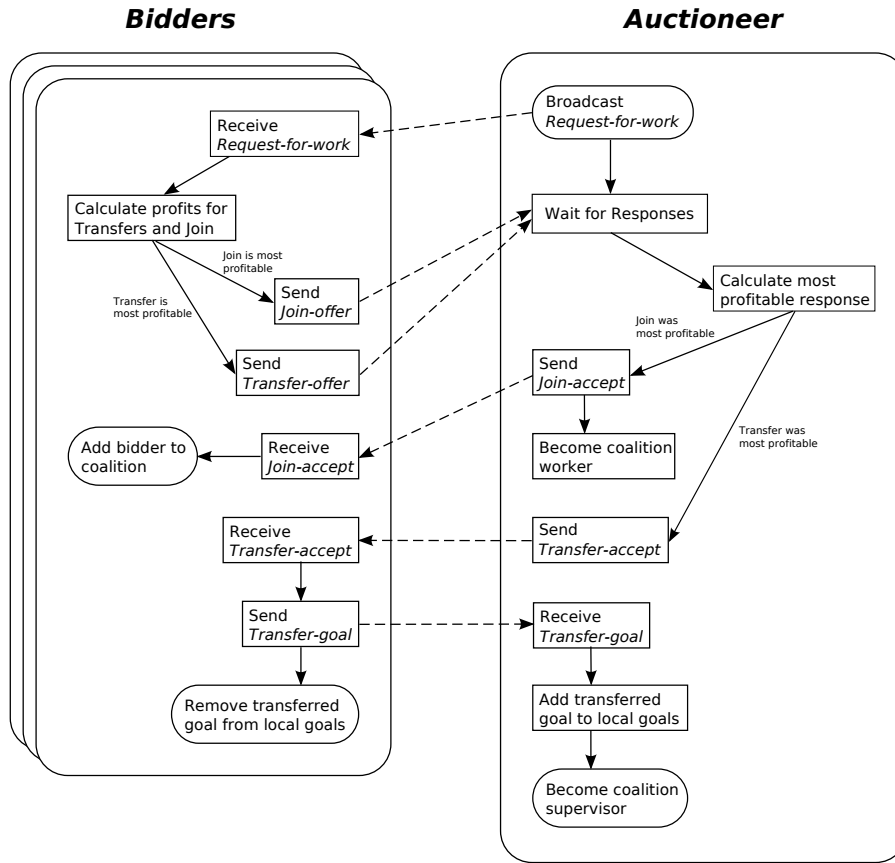 Bidders
Auctioneer
Broadcast
Request-for-work
Receive
Request-for-work
Calculate profits for
Transfers and Join
Wait for Responses
Join is most
profitable
Transfer is
most profitable
Send
Join-offer
Calculate most
profitable response
Join was
most profitable
Send
Transfer-offer
Send
Join-accept
Transfer was
most profitable
Add bidder to
coalition
Receive
Join-accept
Become coalition
worker
Receive
Transfer-accept
Send
Transfer-accept
Send
Transfer-goal
Receive
Transfer-goal
Remove transferred
goal from local goals
Add transferred
goal to local goals
Become coalition
supervisor